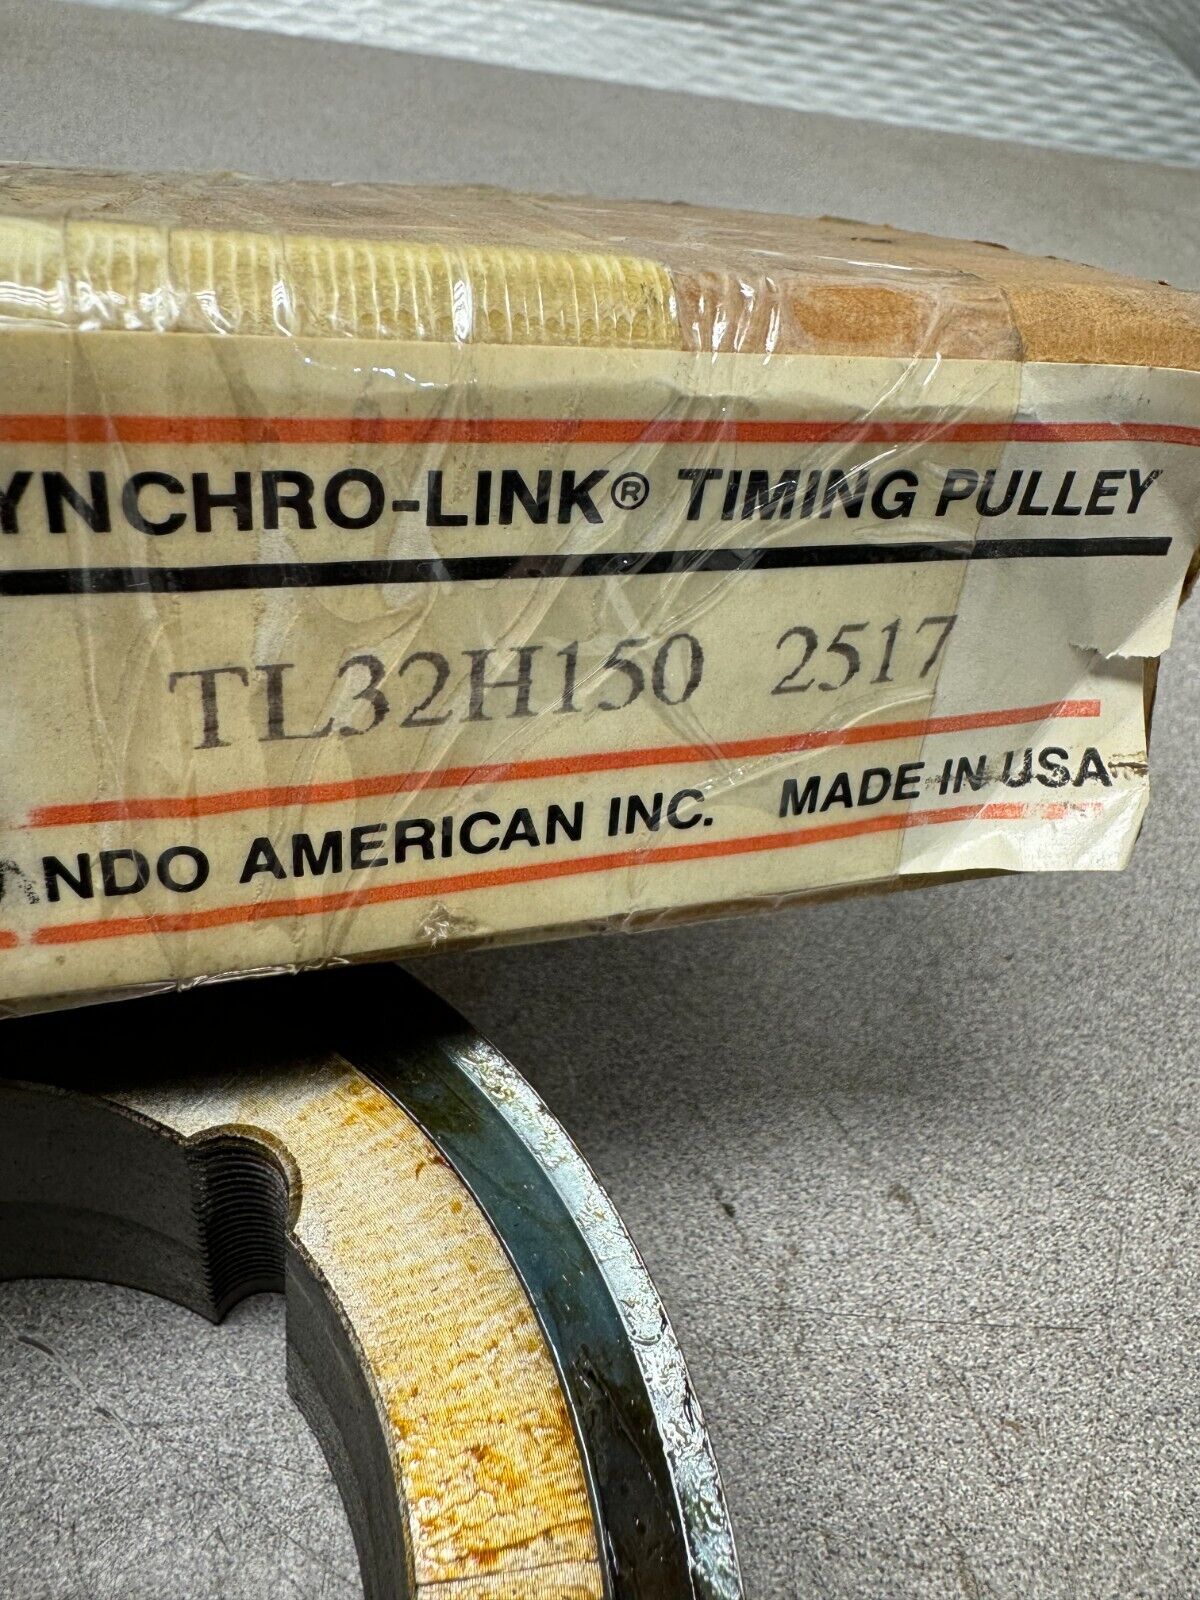 YNCHRO-LINK® TIMING PULLEY
TL32H150 2517
NDO AMERICAN INC. MADE IN USA